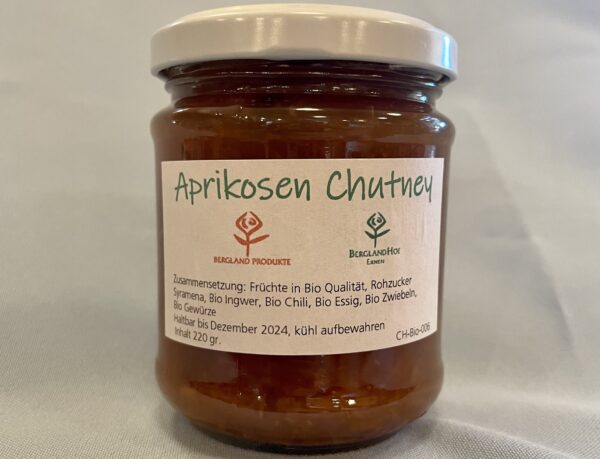 Aprikosen Chutney
BERGLAND PRODUKTE
BERGLANDHOF
ERNEN
Zusammensetzung: Früchte in Bio Qualität, Rohzucker
Syramena, Bio Ingwer, Bio Chili, Bio Essig, Bio Zwiebeln,
Bio Gewürze
Haltbar bis Dezember 2024, kühl aufbewahren
Inhalt 220 gr.
CH-Bio-006